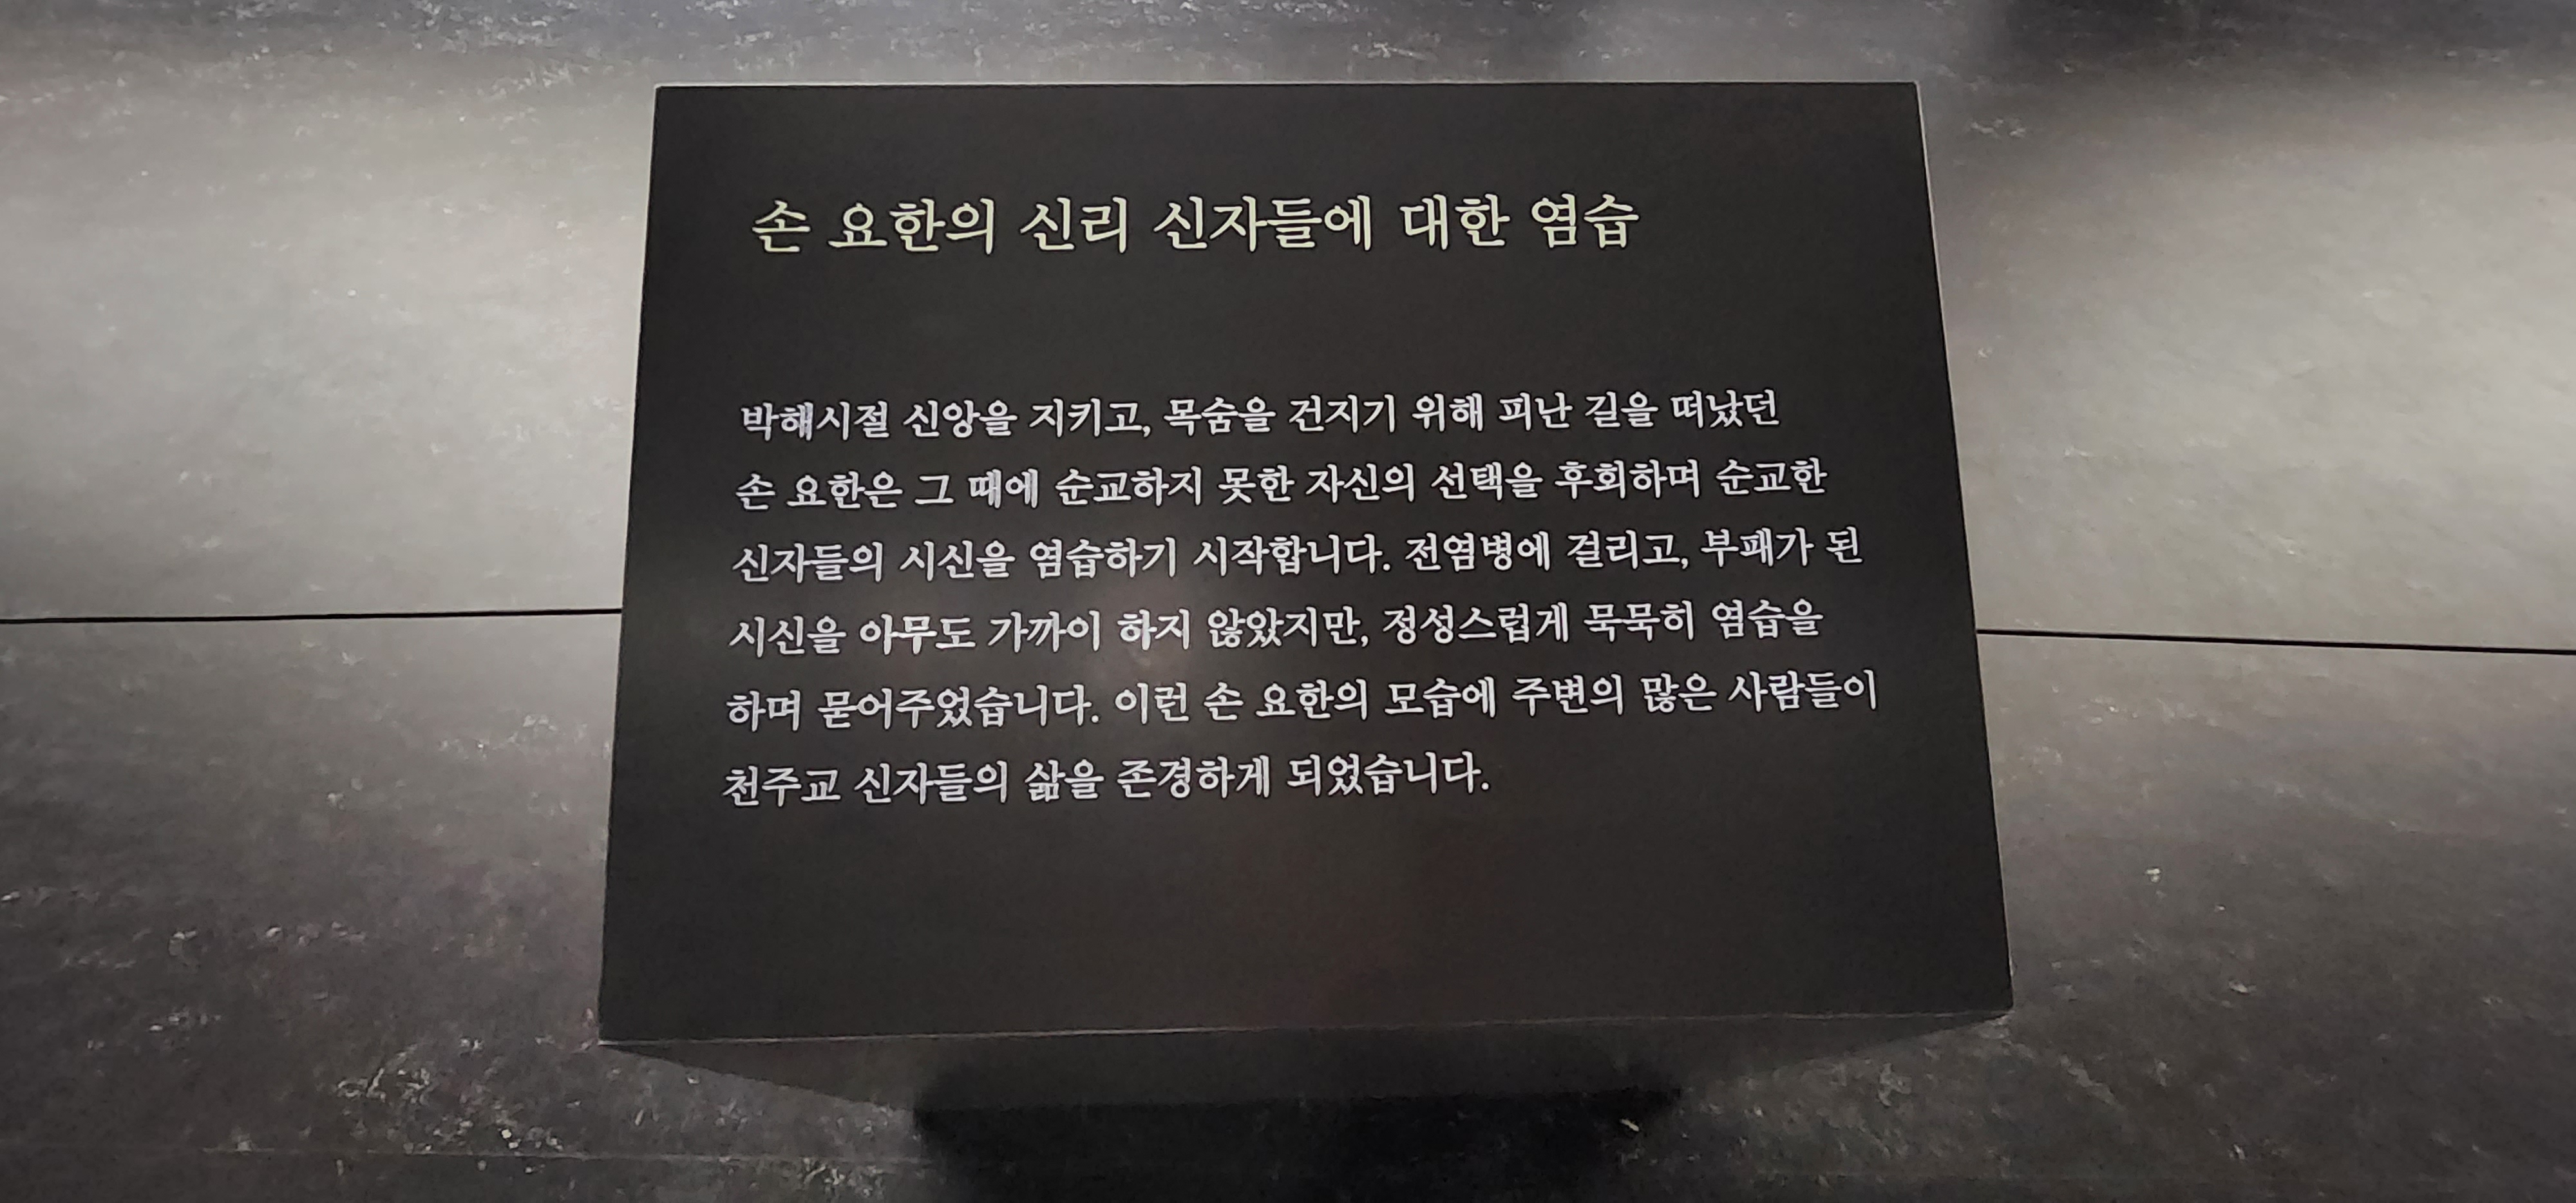 손 요한의 신리 신자들에 대한 염습
박해시절 신앙을 지키고, 목숨을 건지기 위해 피난 길을 떠났던
손 요한은 그 때에 순교하지 못한 자신의 선택을 후회하며 순교한
신자들의 시신을 염습하기 시작합니다. 전염병에 걸리고, 부패가 된
시신을 아무도 가까이 하지 않았지만, 정성스럽게 묵묵히 염습을
하며 묻어주었습니다. 이런 손 요한의 모습에 주변의 많은 사람들이
천주교 신자들의 삶을 존경하게 되었습니다.